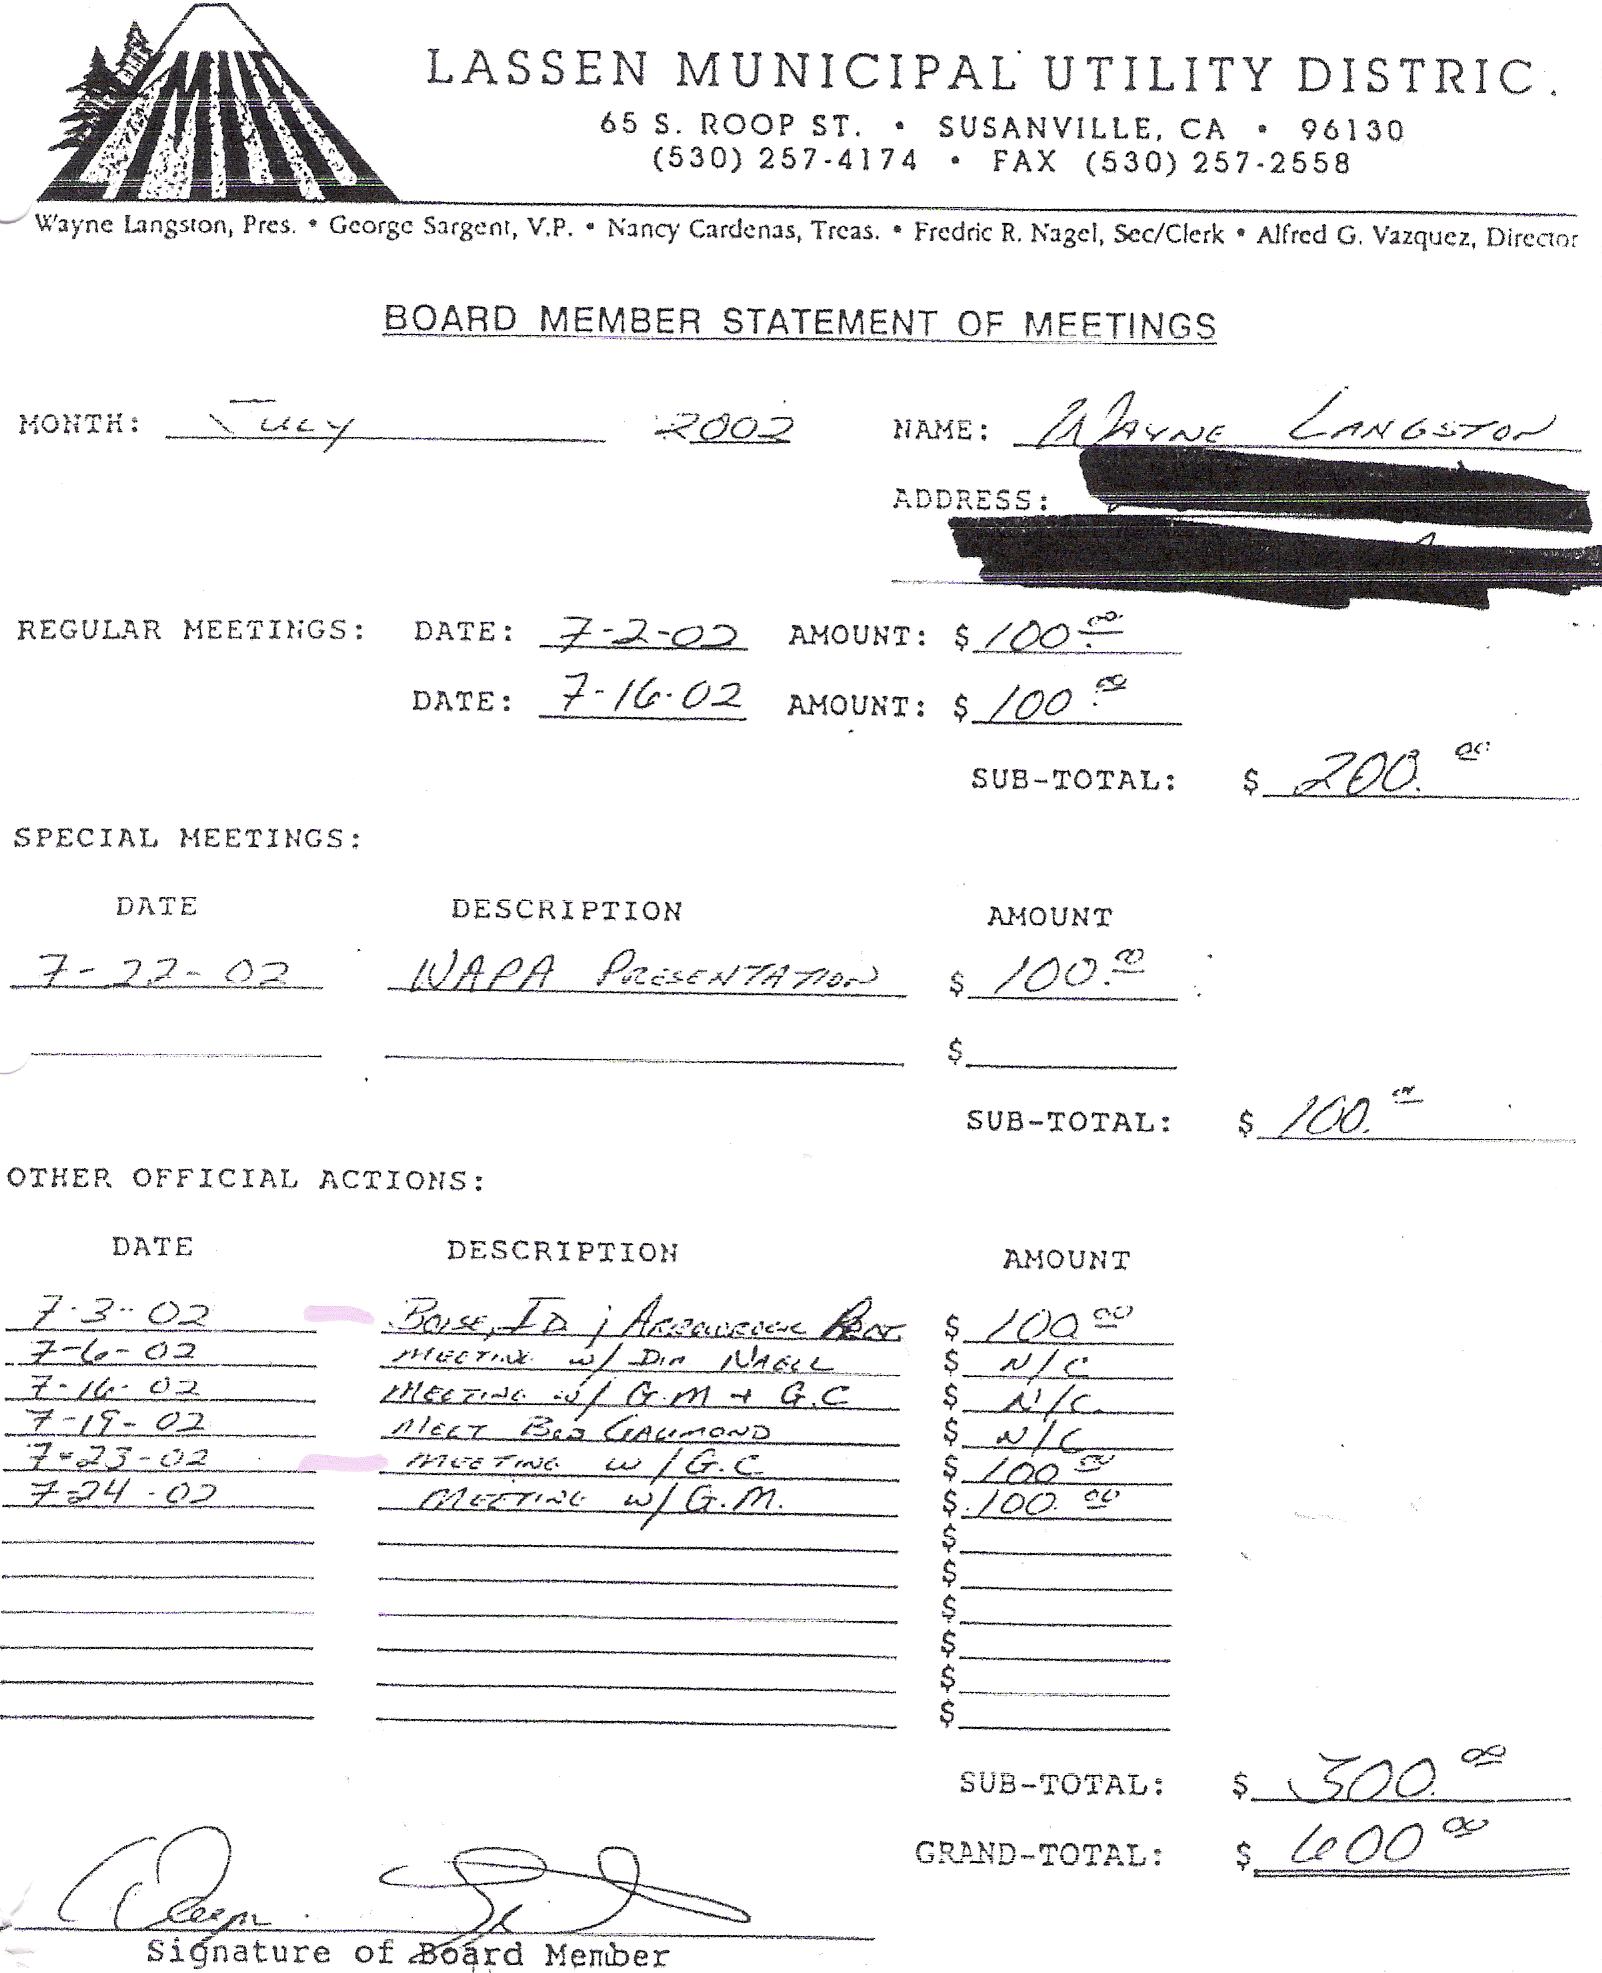 LASSEN MUNICIPAL UTILITY DISTRIC.
65 S. ROOP ST. • SUSANVILLE, CA • 96130
(530) 257-4174 • FAX (530) 257-2558
Wayne Langston, Pres. • George Sargent, V.P. • Nancy Cardenas, Treas. • Fredric R. Nagel, Sec/Clerk • Alfred G. Vazquez, Director
BOARD MEMBER STATEMENT OF MEETINGS
MONTH: July 2002 NAME: WAYNE LANGSTON
ADDRESS:
REGULAR MEETINGS: DATE: 7-2-02 AMOUNT: $ 100.00
DATE: 7-16-02 AMOUNT: $ 100.00
SUB-TOTAL: $ 200.00
SPECIAL MEETINGS:
DATE DESCRIPTION AMOUNT
7-22-02 WAPA PRESENTATION $ 100.00
$
SUB-TOTAL: $ 100.00
OTHER OFFICIAL ACTIONS:
DATE DESCRIPTION AMOUNT
7-3-02 BOISE, ID ; $ 100.00
7-6-02 MEETING w/ DIR $ N/C
7-16-02 MEETING w/ G.M + G.C $ N/C
7-19-02 MEET $ N/C
7-23-02 MEETING w/ G.C $ 100.00
7-24-02 MEETING w/ G.M. $ 100.00
$
$
$
$
$
$
SUB-TOTAL: $ 300.00
GRAND-TOTAL: $ 600.00
Signature of Board Member